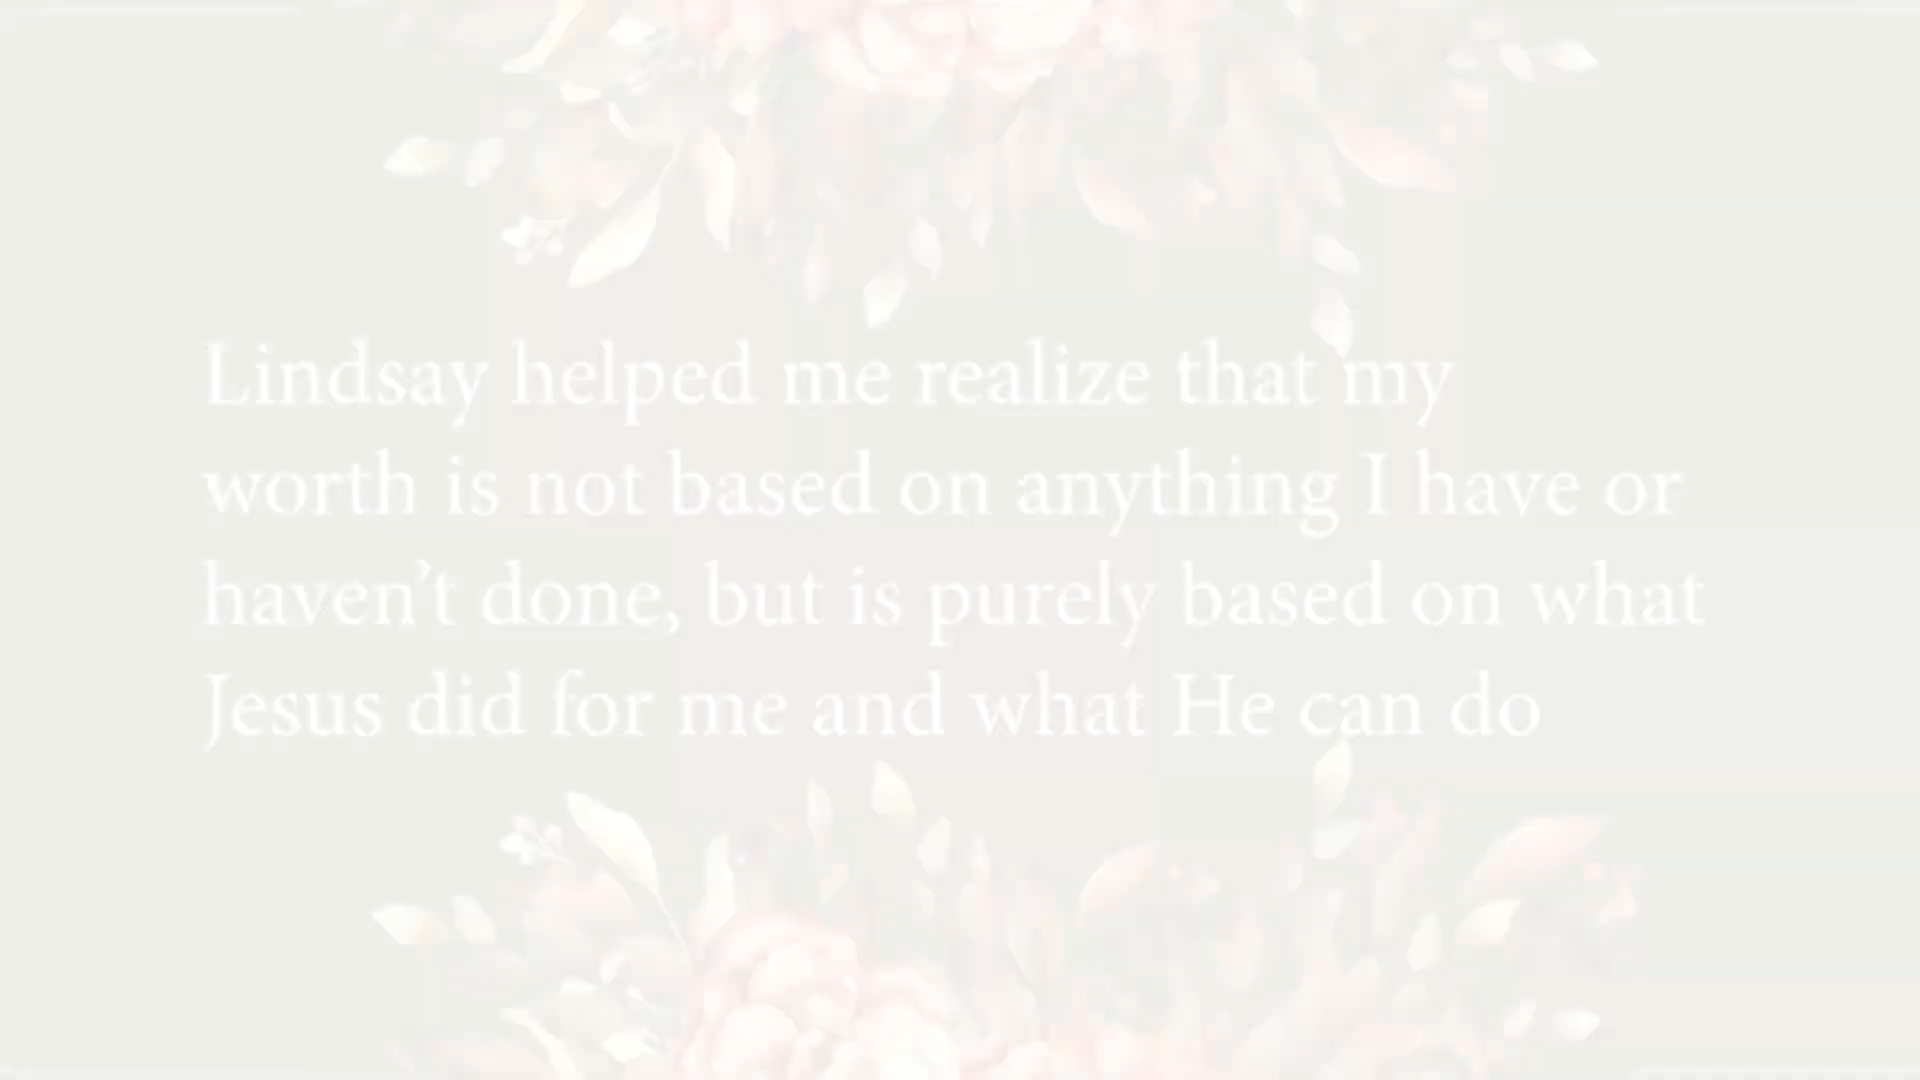 Lindsay helped me realize that my
worth is not based on anything I have or
haven’t done, but is purely based on what
Jesus did for me and what He can do